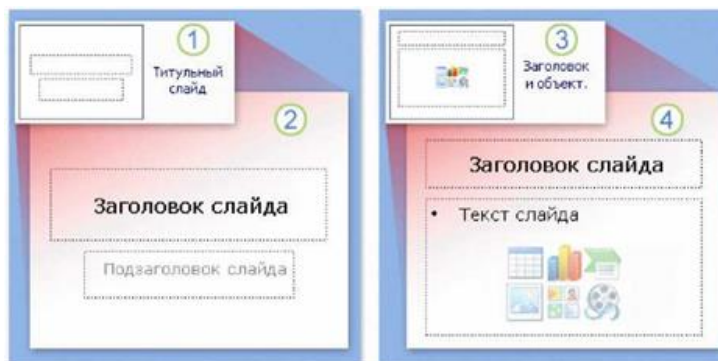 1
Титульный
слайд
2
Заголовок слайда
Подзаголовок слайда
3
Заголовок
и объект.
4
Заголовок слайда
• Текст слайда